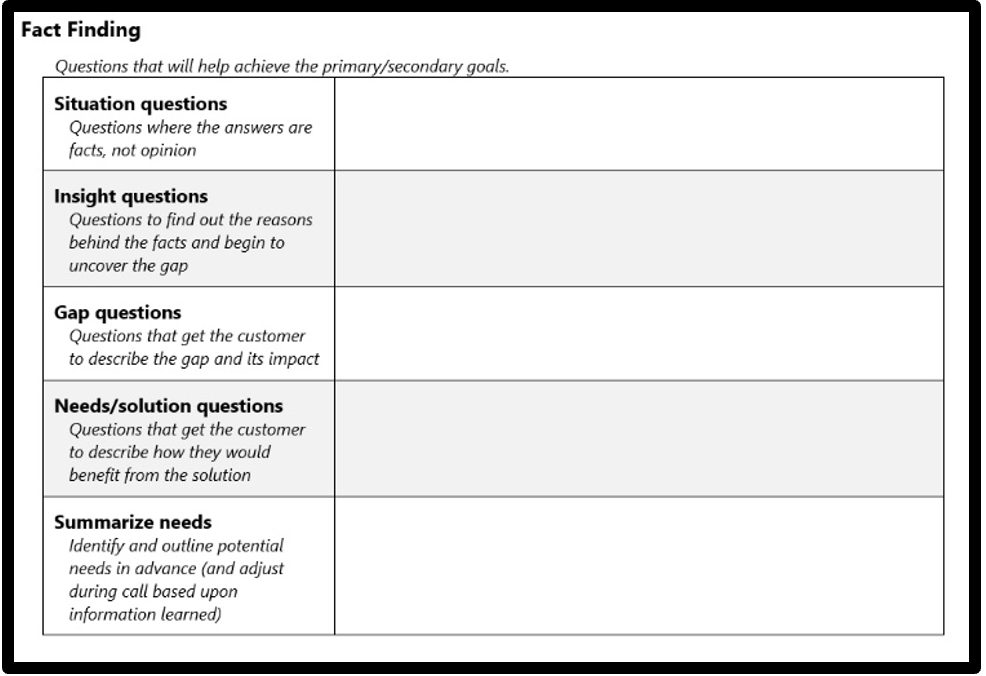 Fact Finding
Questions that will help achieve the primary/secondary goals.
Situation questions
Questions where the answers are
facts, not opinion
Insight questions
Questions to find out the reasons
behind the facts and begin to
uncover the gap
Gap questions
Questions that get the customer
to describe the gap and its impact
Needs/solution questions
Questions that get the customer
to describe how they would
benefit from the solution
Summarize needs
Identify and outline potential
needs in advance (and adjust
during call based upon
information learned)